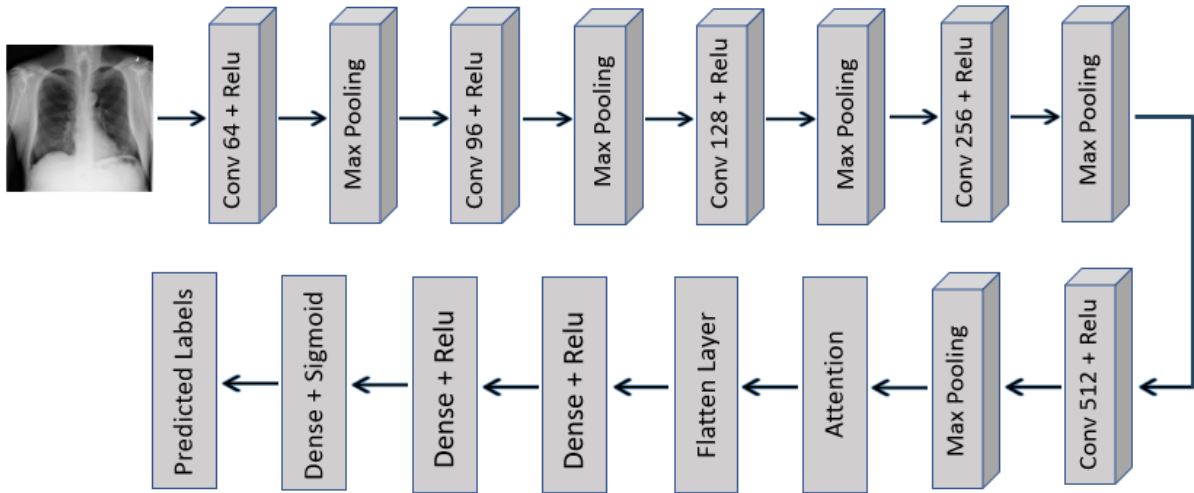 Conv 64 + Relu
Max Pooling
Conv 96 + Relu
Max Pooling
Conv 128 + Relu
Max Pooling
Conv 256 + Relu
Max Pooling
Conv 512 + Relu
Max Pooling
Attention
Flatten Layer
Dense + Relu
Dense + Relu
Dense + Sigmoid
Predicted Labels